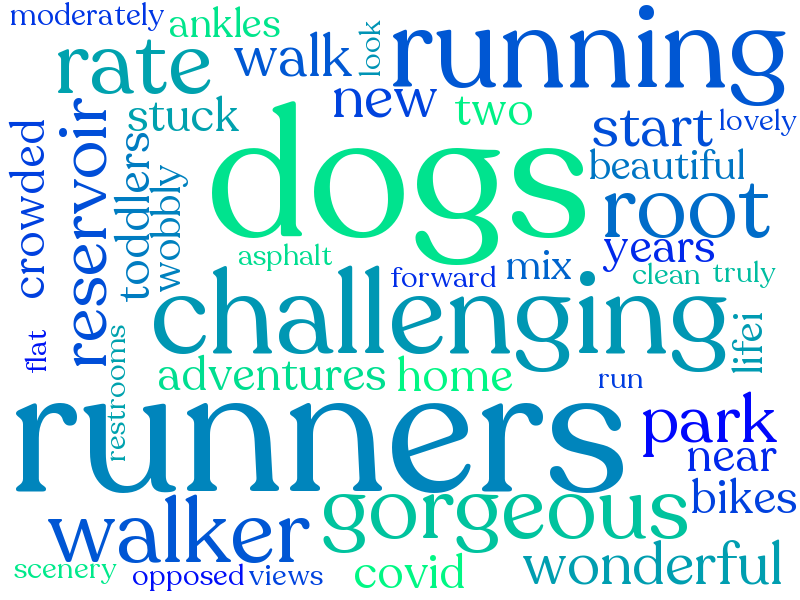 moderately
ankles
look
running
rate
walk
new
two
stuck
start
lovely
crowded
reservoir
toddlers
wobbly
dogs
beautiful
root
years
asphalt
forward
mix
clean
truly
challenging
lifei
flat
restrooms
adventures
home
run
runners
park
near
walker
gorgeous
bikes
scenery
opposed
views
covid
wonderful